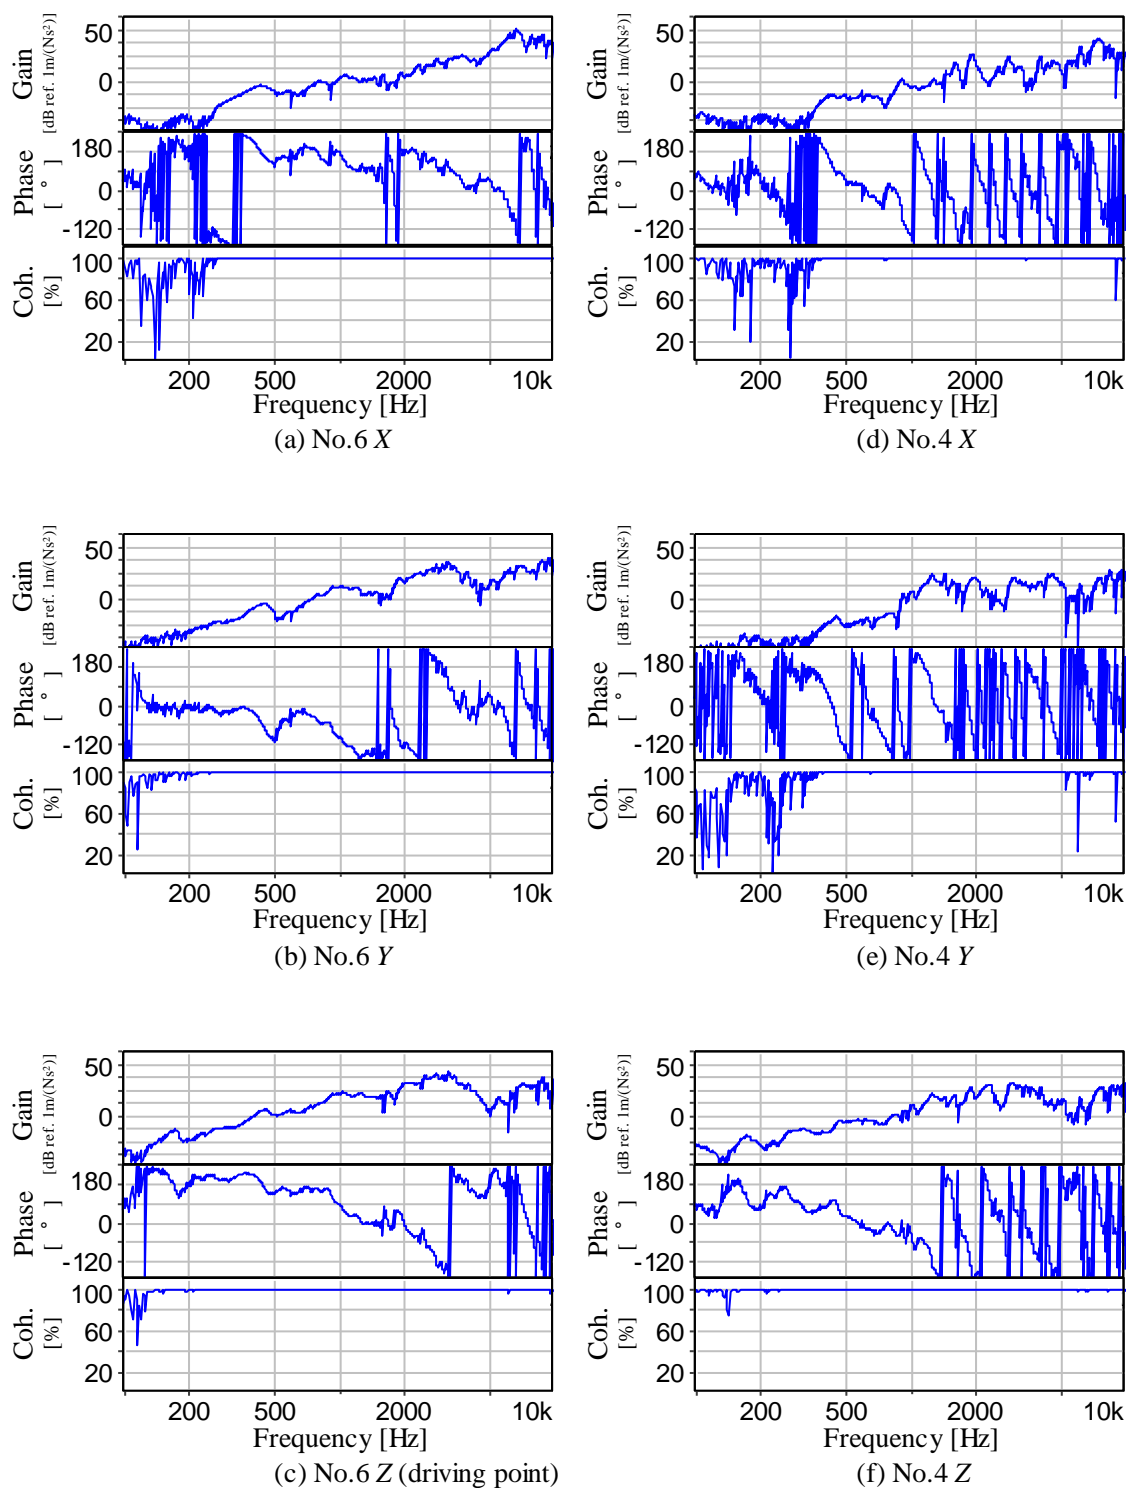 Gain
[dB ref. 1m/(Ns²)]
50
0
Phase
[ ° ]
180
0
-120
Coh.
[%]
100
60
20
200 500 2000 10k
Frequency [Hz]
(a) No.6 X
Gain
[dB ref. 1m/(Ns²)]
50
0
Phase
[ ° ]
180
0
-120
Coh.
[%]
100
60
20
200 500 2000 10k
Frequency [Hz]
(d) No.4 X
Gain
[dB ref. 1m/(Ns²)]
50
0
Phase
[ ° ]
180
0
-120
Coh.
[%]
100
60
20
200 500 2000 10k
Frequency [Hz]
(b) No.6 Y
Gain
[dB ref. 1m/(Ns²)]
50
0
Phase
[ ° ]
180
0
-120
Coh.
[%]
100
60
20
200 500 2000 10k
Frequency [Hz]
(e) No.4 Y
Gain
[dB ref. 1m/(Ns²)]
50
0
Phase
[ ° ]
180
0
-120
Coh.
[%]
100
60
20
200 500 2000 10k
Frequency [Hz]
(c) No.6 Z (driving point)
Gain
[dB ref. 1m/(Ns²)]
50
0
Phase
[ ° ]
180
0
-120
Coh.
[%]
100
60
20
200 500 2000 10k
Frequency [Hz]
(f) No.4 Z